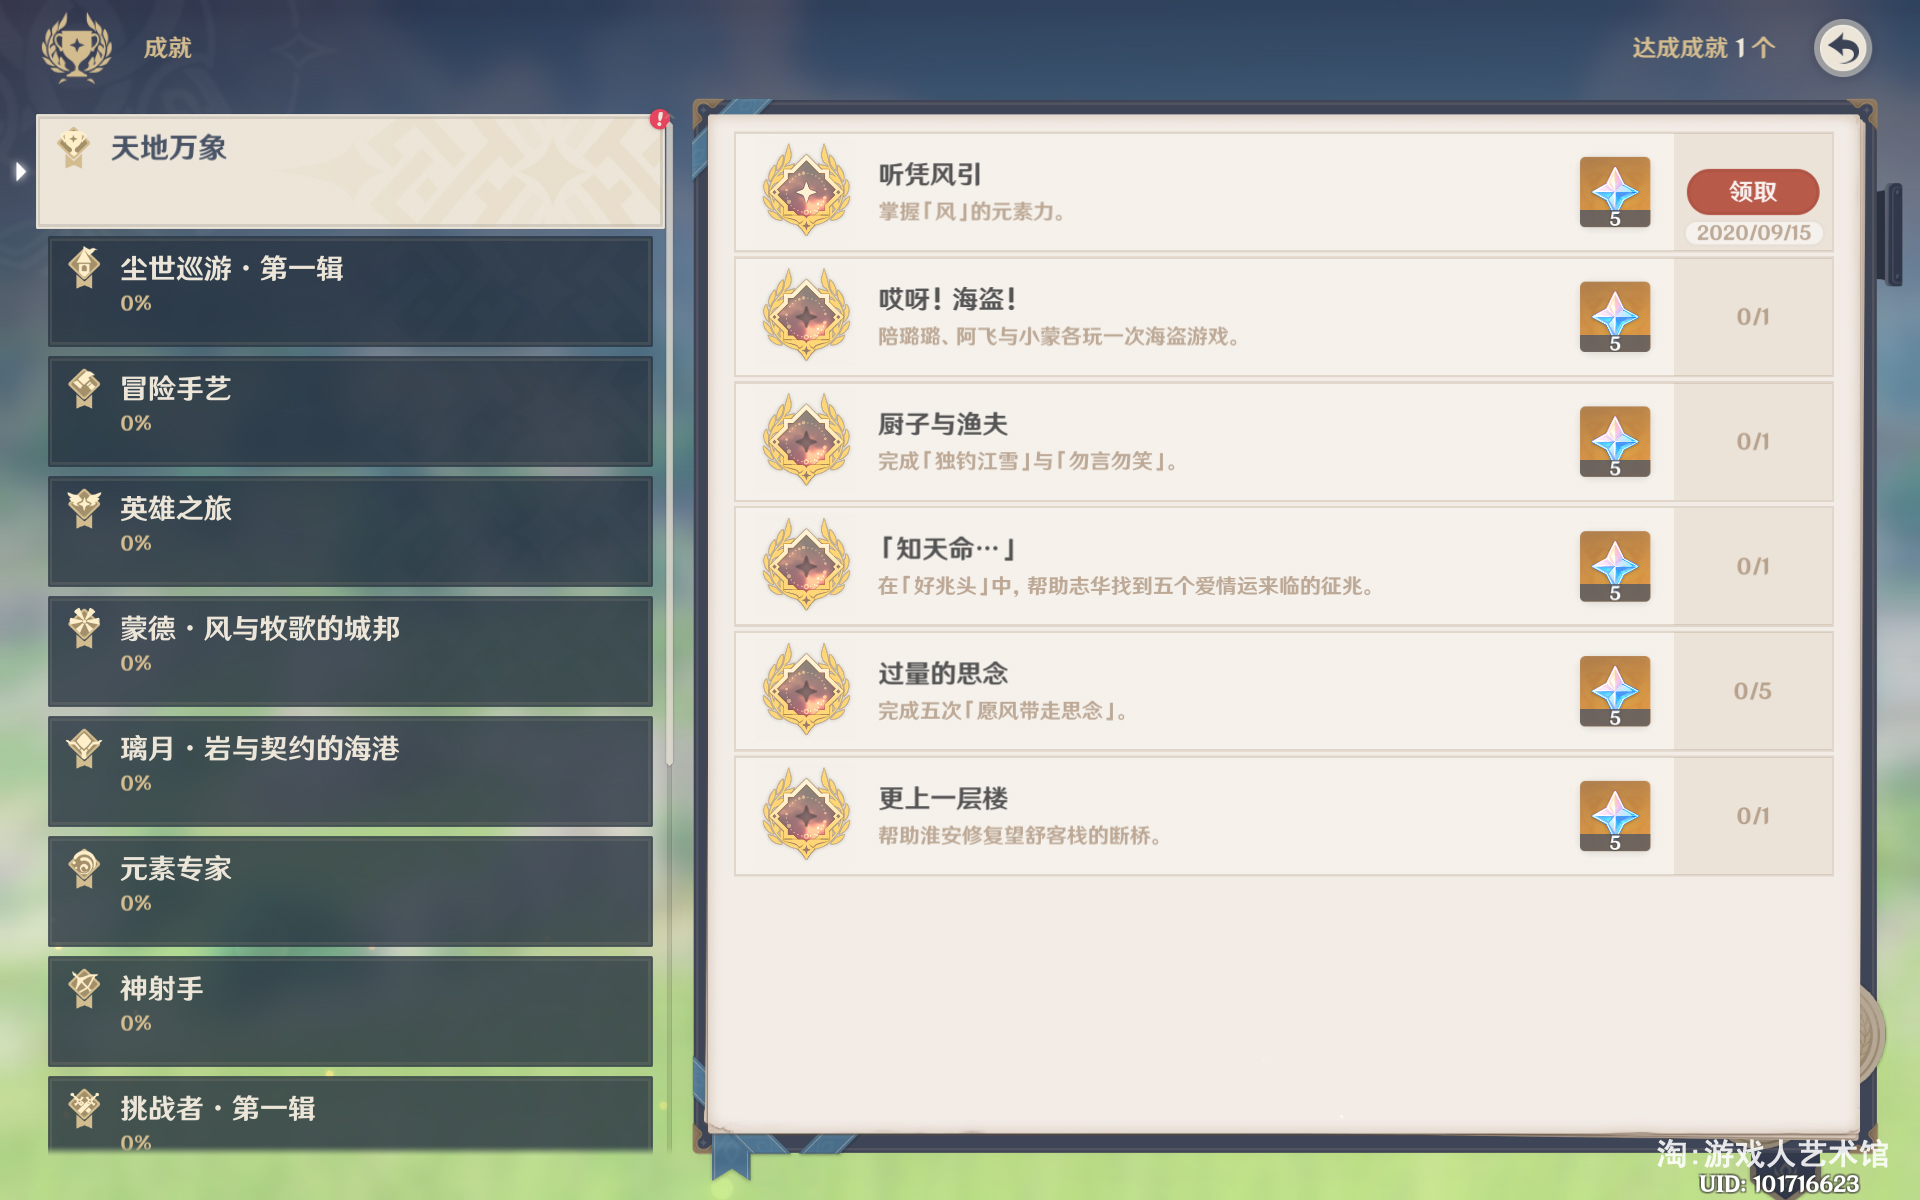 成就
达成成就 1 个
天地万象
尘世巡游·第一辑
0%
冒险手艺
0%
英雄之旅
0%
蒙德·风与牧歌的城邦
0%
璃月·岩与契约的海港
0%
元素专家
0%
神射手
0%
挑战者·第一辑
0%
听凭风引
掌握「风」的元素力。
5
领取
2020/09/15
哎呀！海盗！
陪璐璐、阿飞与小蒙各玩一次海盗游戏。
5
0/1
厨子与渔夫
完成「独钓江雪」与「勿言勿笑」。
5
0/1
「知天命…」
在「好兆头」中，帮助志华找到五个爱情运来临的征兆。
5
0/1
过量的思念
完成五次「愿风带走思念」。
5
0/5
更上一层楼
帮助淮安修复望舒客栈的断桥。
5
0/1
淘:游戏人艺术馆
UID: 101716623